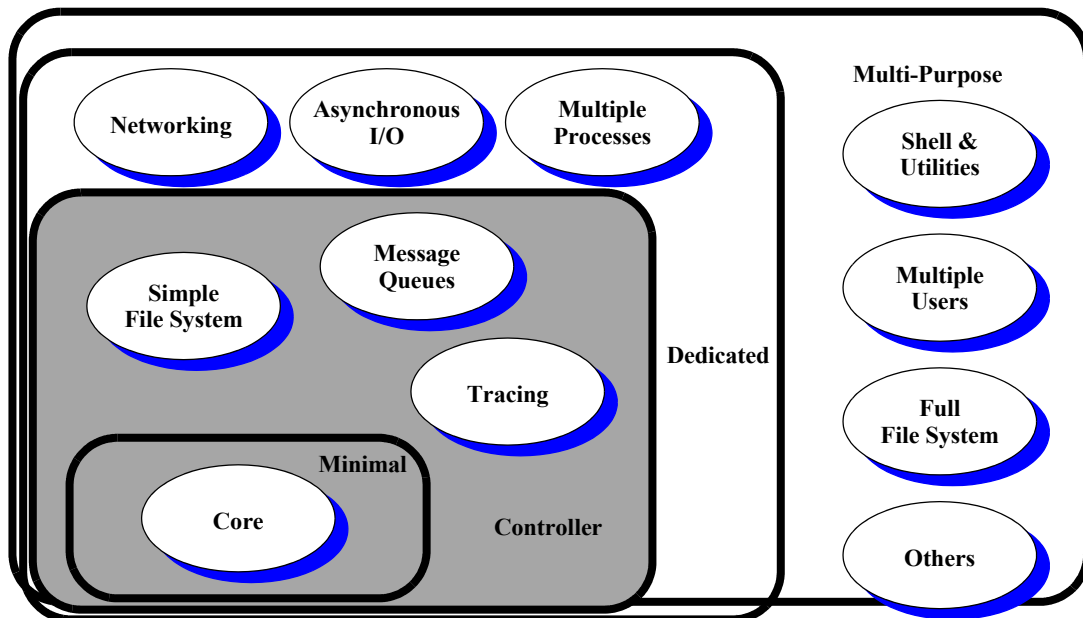 Multi-Purpose
Networking
Asynchronous
I/O
Multiple
Processes
Shell &
Utilities
Message
Queues
Simple
File System
Multiple
Users
Dedicated
Tracing
Full
File System
Minimal
Core
Controller
Others